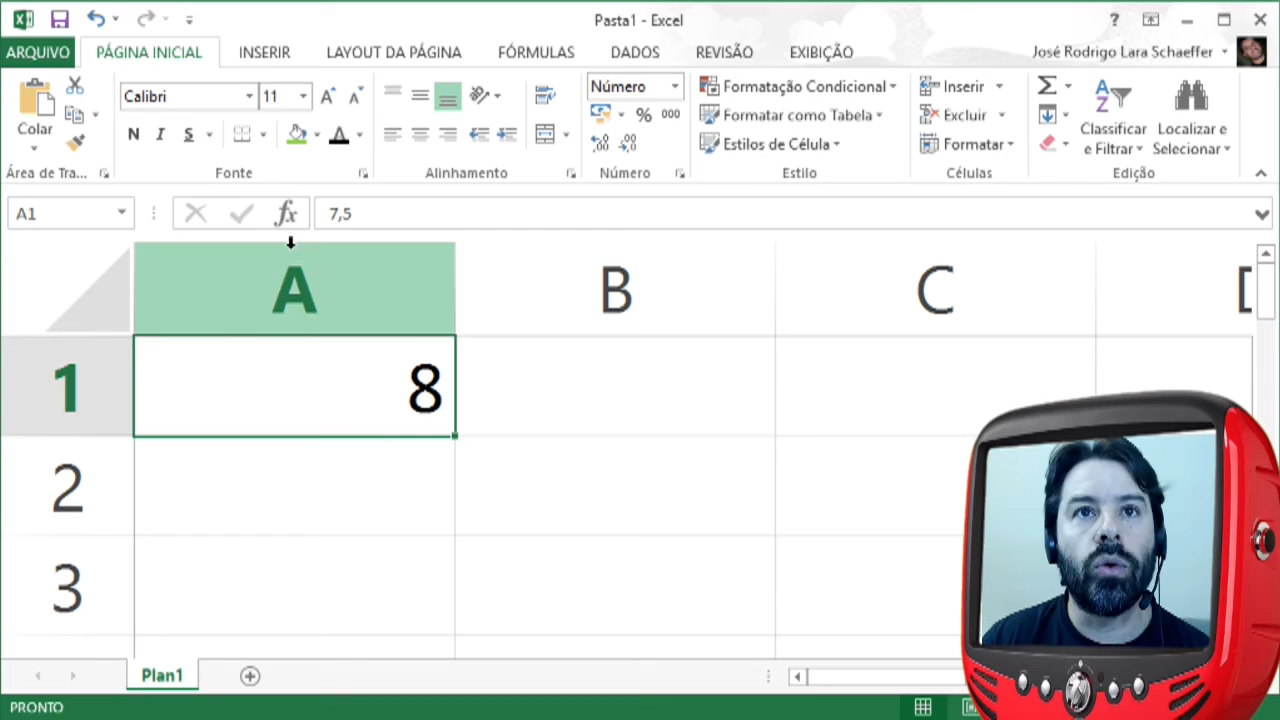 Pasta1 - Excel
?
ARQUIVO PÁGINA INICIAL INSERIR LAYOUT DA PÁGINA FÓRMULAS DADOS REVISÃO EXIBIÇÃO José Rodrigo Lara Schaeffer
Colar
Calibri 11 A A
N I S A
Número
% 000
Formatação Condicional
Formatar como Tabela
Estilos de Célula
Inserir
Excluir
Formatar
Σ
A
Z
Classificar
e Filtrar
Localizar e
Selecionar
Área de Tra... Fonte Alinhamento Número Estilo Células Edição
A1 fx 7,5
A B C D
1 8
2
3
Plan1
PRONTO